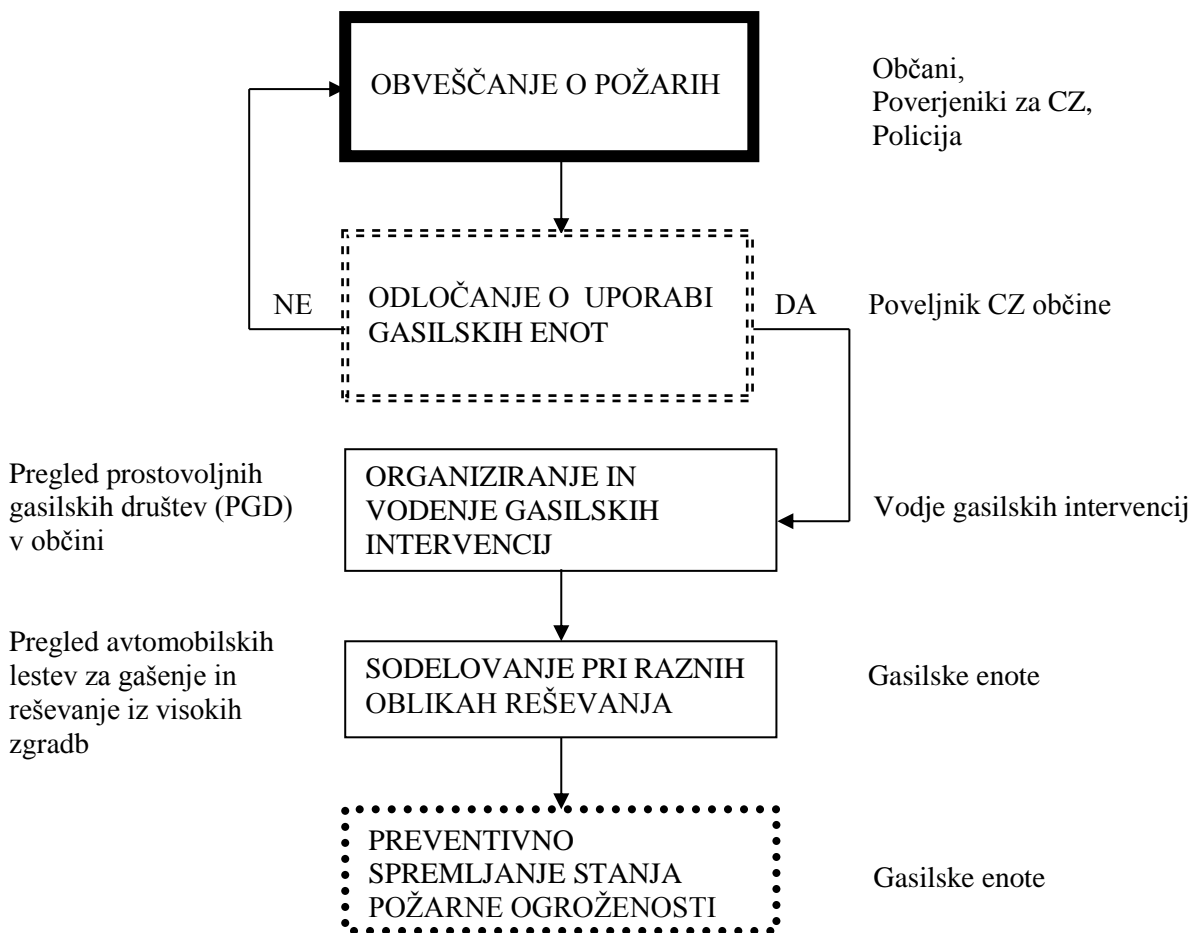 OBVEŠČANJE O POŽARIH
Občani,
Poverjeniki za CZ,
Policija
NE
ODLOČANJE O UPORABI
GASILSKIH ENOT
DA
Poveljnik CZ občine
Pregled prostovoljnih
gasilskih društev (PGD)
v občini
ORGANIZIRANJE IN
VODENJE GASILSKIH
INTERVENCIJ
Vodje gasilskih intervencij
Pregled avtomobilskih
lestev za gašenje in
reševanje iz visokih
zgradb
SODELOVANJE PRI RAZNIH
OBLIKAH REŠEVANJA
Gasilske enote
PREVENTIVNO
SPREMLJANJE STANJA
POŽARNE OGROŽENOSTI
Gasilske enote